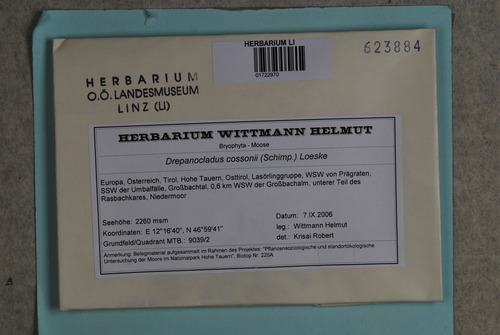 HERBARIUM LI
01722970
623884
HERBARIUM
O.Ö. LANDESMUSEUM
LINZ (LI)
HERBARIUM WITTMANN HELMUT
Bryophyta - Moose
Drepanocladus cossonii (Schimp.) Loeske
Europa, Österreich, Tirol, Hohe Tauern, Osttirol, Lasörlinggruppe, WSW von Prägraten,
SSW der Umbalfälle, Großbachtal, 0,6 km WSW der Großbachalm, unterer Teil des
Rasbachkares, Niedermoor
Seehöhe: 2260 msm
Datum: 7.IX.2006
Koordinaten: E 12°16'40", N 46°59'41"
leg.: Wittmann Helmut
Grundfeld/Quadrant MTB.: 9039/2
det.: Krisai Robert
Anmerkung: Belegmaterial aufgesammelt im Rahmen des Projektes: "Pflanzensoziologische und standortökologische
Untersuchung der Moore im Nationalpark Hohe Tauern", Biotop Nr. 225A